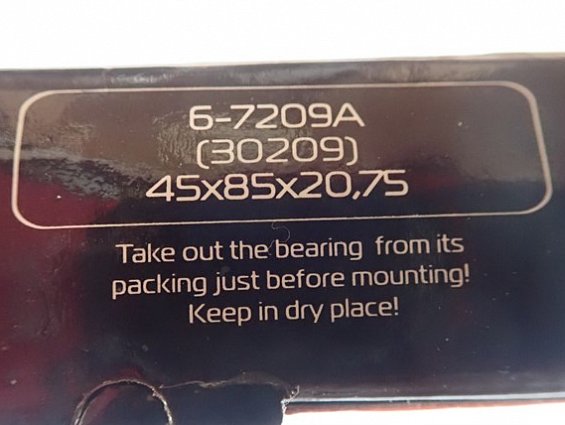 6-7209A
(30209)
45x85x20,75
Take out the bearing from its
packing just before mounting!
Keep in dry place!